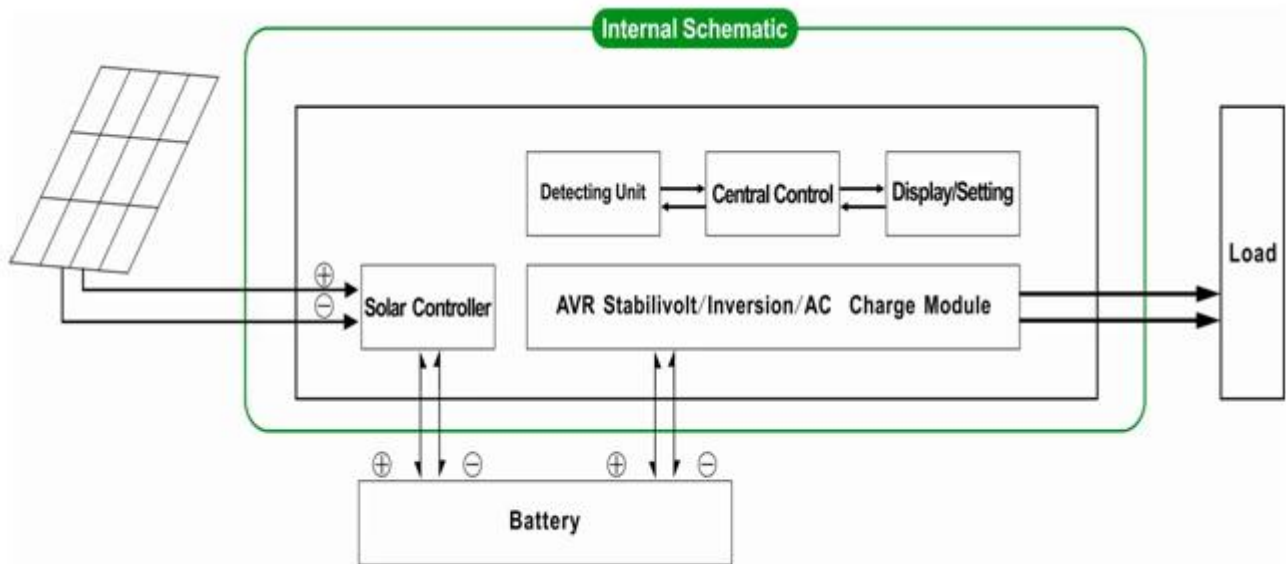 Internal Schematic
Detecting Unit
Central Control
Display/Setting
Load
⊕
⊖
Solar Controller
AVR Stabilivolt/Inversion/AC Charge Module
⊕ ⊖ ⊕ ⊖
Battery